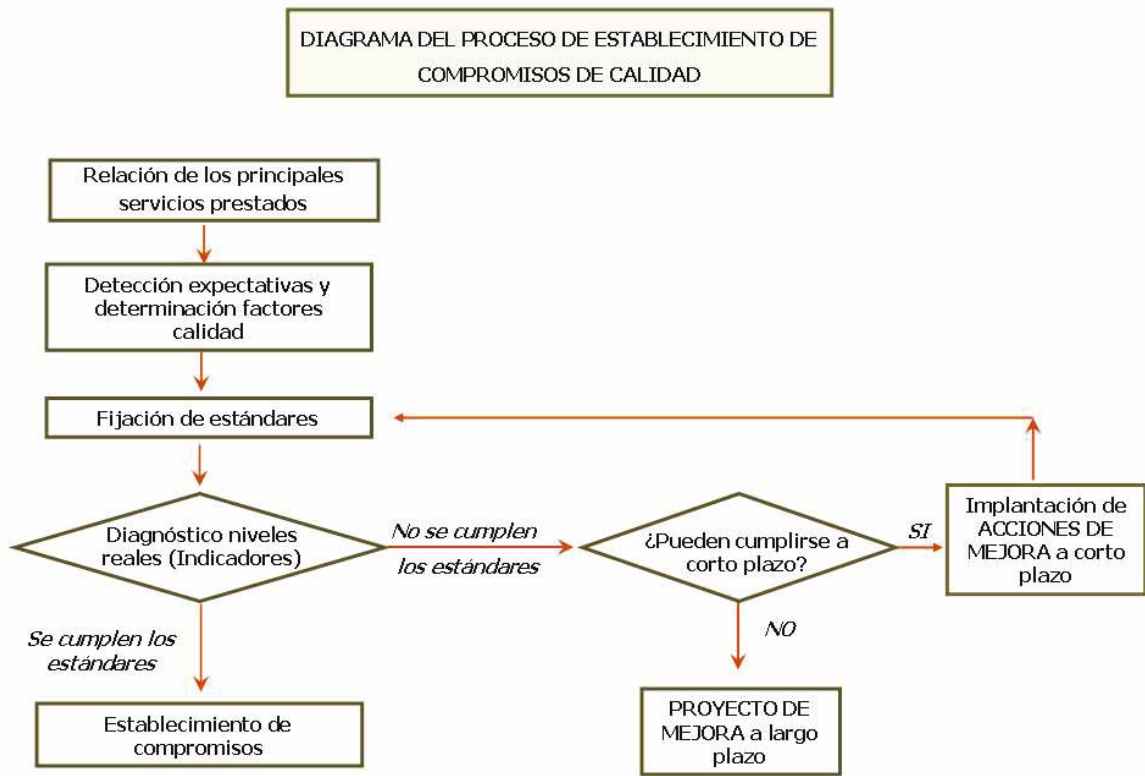 DIAGRAMA DEL PROCESO DE ESTABLECIMIENTO DE
COMPROMISOS DE CALIDAD
Relación de los principales
servicios prestados
Detección expectativas y
determinación factores
calidad
Fijación de estándares
Diagnóstico niveles
reales (Indicadores)
No se cumplen
los estándares
¿Pueden cumplirse a
corto plazo?
SI
Implantación de
ACCIONES DE
MEJORA a corto
plazo
Se cumplen los
estándares
NO
Establecimiento de
compromisos
PROYECTO DE
MEJORA a largo
plazo